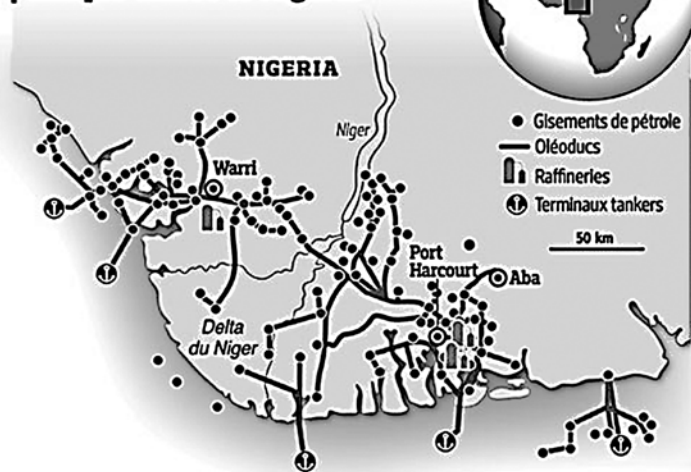 NIGERIA
Niger
Gisements de pétrole
Oléoducs
Raffineries
Terminaux tankers
50 km
Warri
Port
Harcourt
Aba
Delta
du Niger